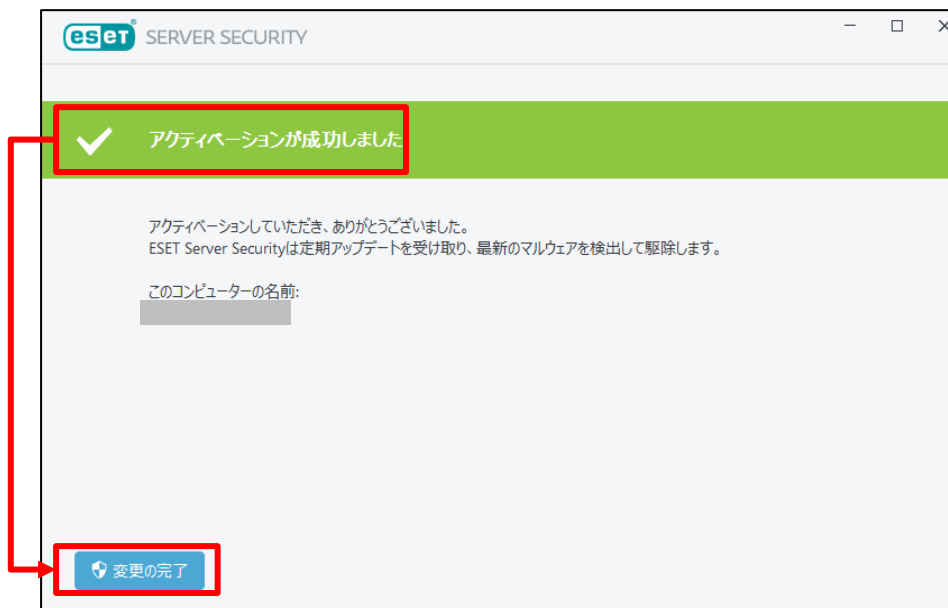 eset SERVER SECURITY
アクティベーションが成功しました
アクティベーションしていただき、ありがとうございました。
ESET Server Securityは定期アップデートを受け取り、最新のマルウェアを検出して駆除します。
このコンピューターの名前:
変更の完了